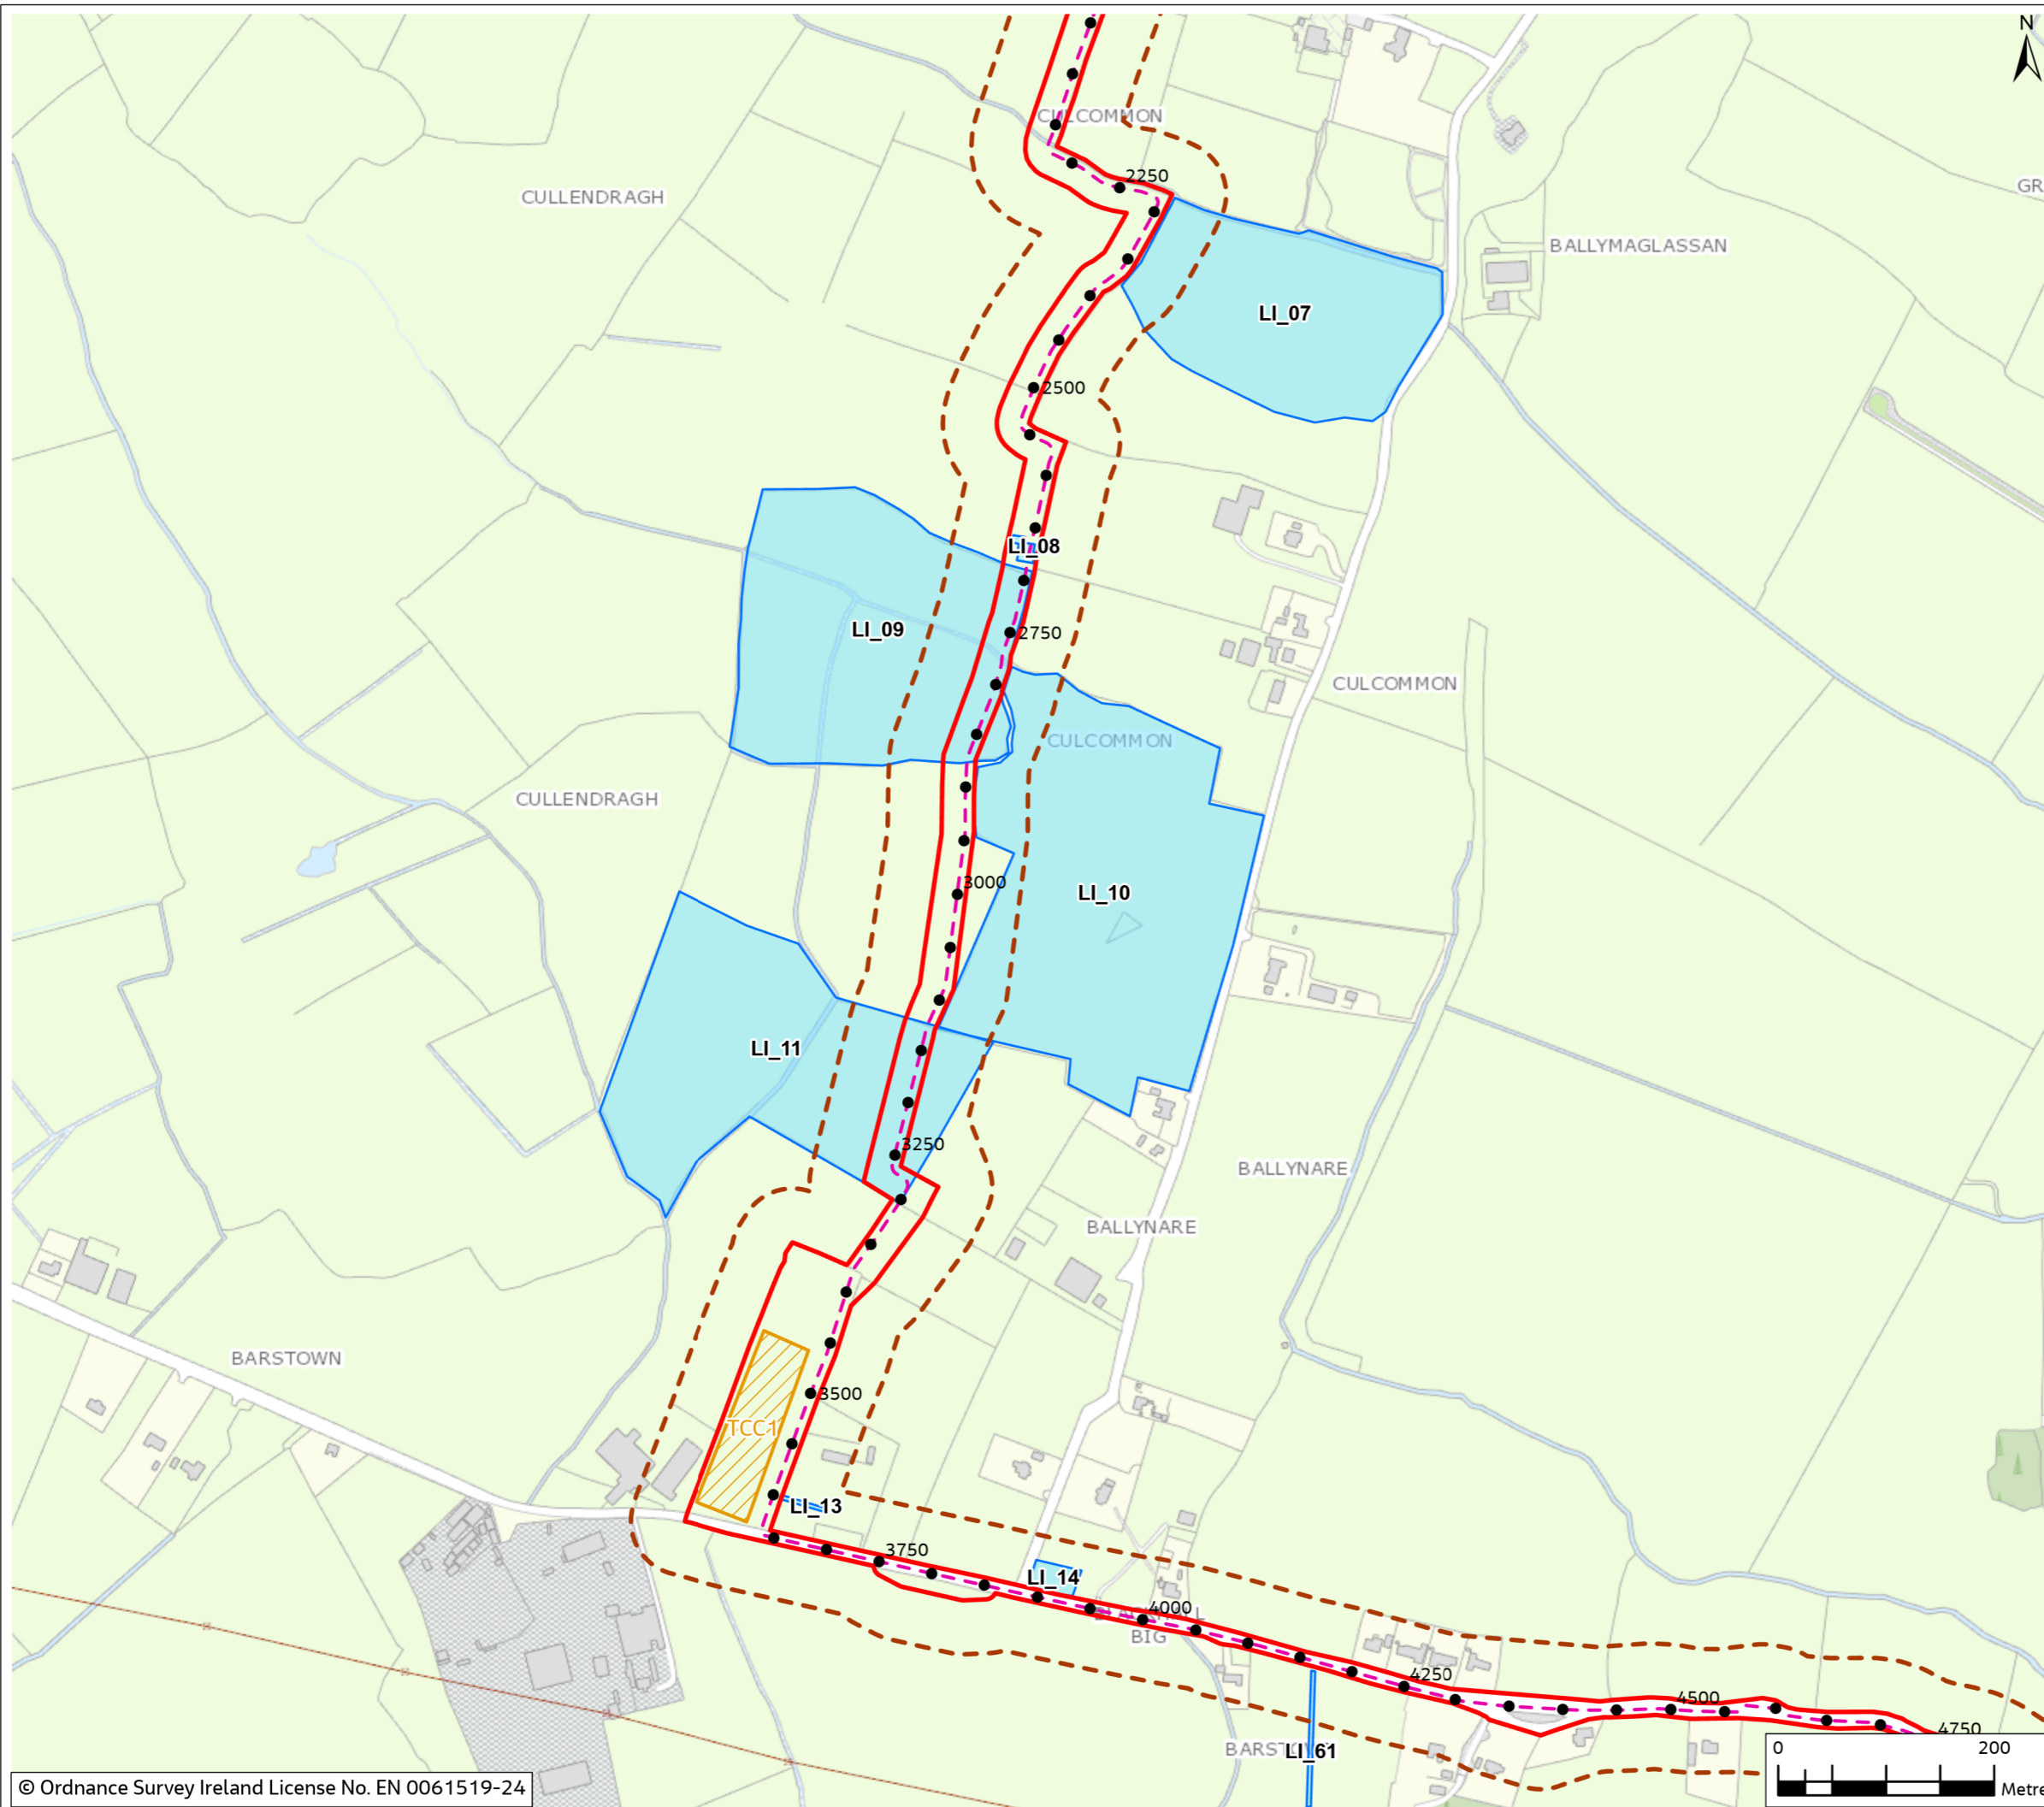 N
CULCOMMON
2250
CULLENDRAGH
GR
BALLYMAGLASSAN
LI_07
2500
LI_08
LI_09
2750
CULCOMMON
CULCOMMON
CULLENDRAGH
3000
LI_10
LI_11
3250
BALLYNARE
BALLYNARE
BARSTOWN
3500
TCC1
LI_13
3750
LI_14
4000
BIG
4250
4500
4750
LI_61
0 200
Metre
© Ordnance Survey Ireland License No. EN 0061519-24